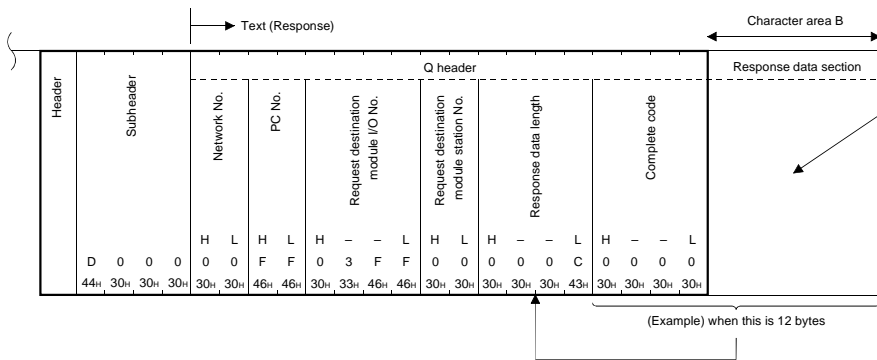 Text (Response)
Character area B
Q header
Response data section
Header
Subheader
Network No.
PC No.
Request destination
module I/O No.
Request destination
module station No.
Response data length
Complete code
H L H L H – – L H L H – – L H – – L
D 0 0 0 0 0 F F 0 3 F F 0 0 0 0 0 C 0 0 0 0
44H 30H 30H 30H 30H 30H 46H 46H 30H 33H 46H 46H 30H 30H 30H 30H 30H 43H 30H 30H 30H 30H
(Example) when this is 12 bytes